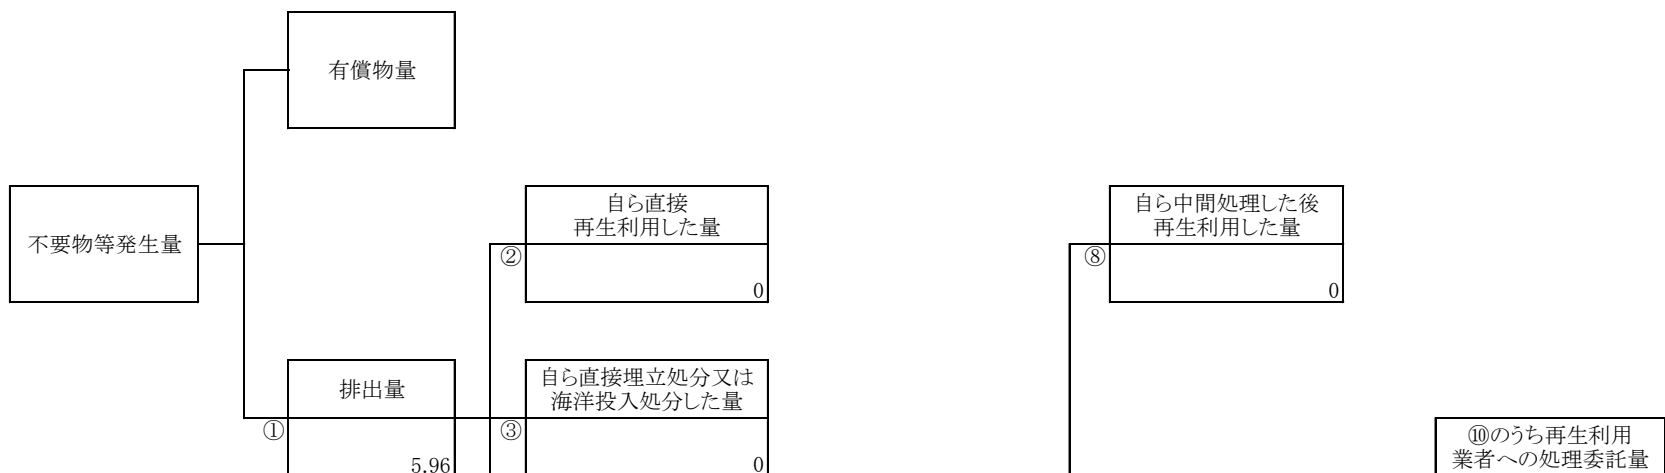 有償物量
不要物等発生量
自ら直接
再生利用した量
②
0
自ら中間処理した後
再生利用した量
⑧
0
排出量
①
5.96
自ら直接埋立処分又は
海洋投入処分した量
③
0
⑩のうち再生利用
業者への処理委託量